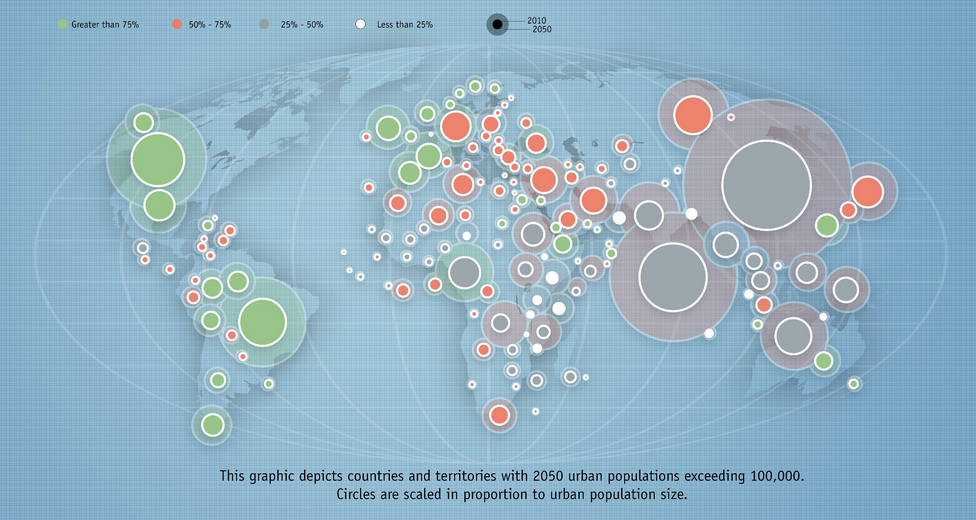 Greater than 75%
50% - 75%
25% - 50%
Less than 25%
2010
2050
This graphic depicts countries and territories with 2050 urban populations exceeding 100,000.
Circles are scaled in proportion to urban population size.